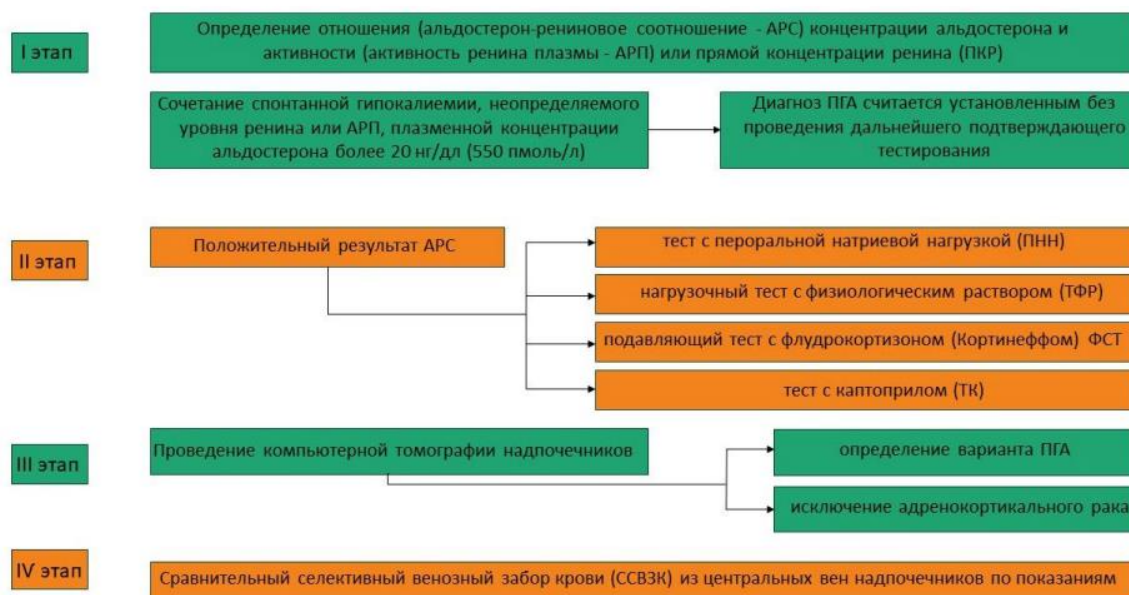 I этап
Определение отношения (альдостерон-рениновое соотношение - АРС) концентрации альдостерона и
активности (активность ренина плазмы - АРП) или прямой концентрации ренина (ПКР)
Сочетание спонтанной гипокалиемии, неопределяемого
уровня ренина или АРП, плазменной концентрации
альдостерона более 20 нг/дл (550 пмоль/л)
Диагноз ПГА считается установленным без
проведения дальнейшего подтверждающего
тестирования
II этап
Положительный результат АРС
тест с пероральной натриевой нагрузкой (ПНН)
нагрузочный тест с физиологическим раствором (ТФР)
подавляющий тест с флудрокортизоном (Кортинеффом) ФСТ
тест с каптоприлом (ТК)
III этап
Проведение компьютерной томографии надпочечников
определение варианта ПГА
исключение адренокортикального рака
IV этап
Сравнительный селективный венозный забор крови (ССВЗК) из центральных вен надпочечников по показаниям